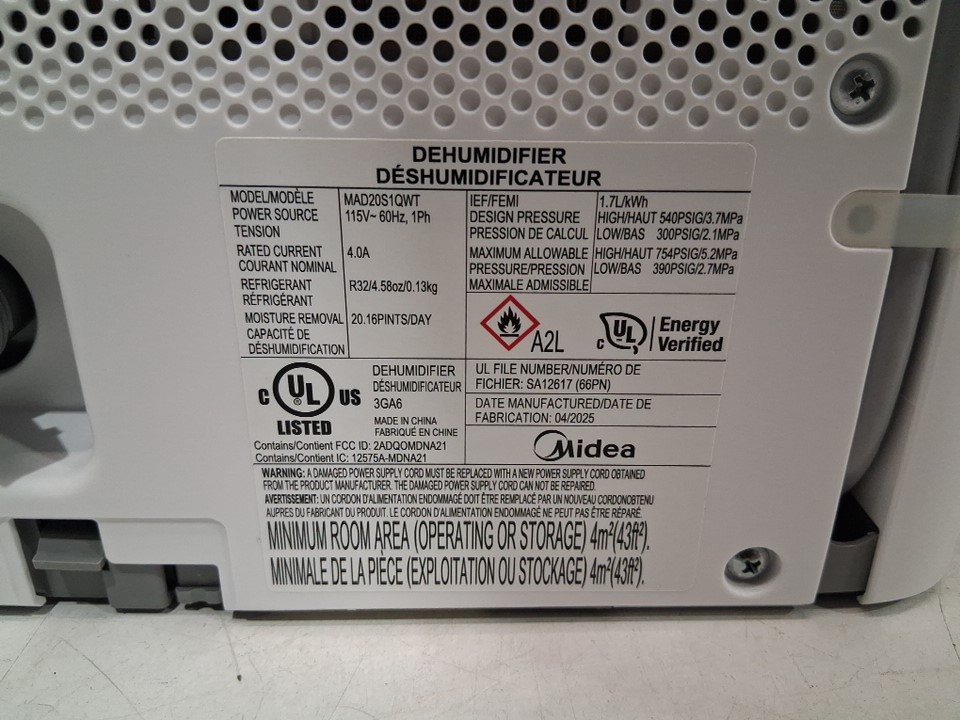 DEHUMIDIFIER
DÉSHUMIDIFICATEUR
MODEL/MODÈLE MAD20S1QWT
POWER SOURCE 115V~ 60Hz, 1Ph
TENSION
RATED CURRENT 4.0A
COURANT NOMINAL
REFRIGERANT R32/4.58oz/0.13kg
RÉFRIGÉRANT
MOISTURE REMOVAL 20.16PINTS/DAY
CAPACITÉ DE
DÉSHUMIDIFICATION
IEF/FEMI 1.7L/kWh
DESIGN PRESSURE HIGH/HAUT 540PSIG/3.7MPa
PRESSION DE CALCUL LOW/BAS 300PSIG/2.1MPa
MAXIMUM ALLOWABLE HIGH/HAUT 754PSIG/5.2MPa
PRESSURE/PRESSION LOW/BAS 390PSIG/2.7MPa
MAXIMALE ADMISSIBLE
A2L
C UL Energy
Verified
C UL ® US
LISTED
DEHUMIDIFIER
DÉSHUMIDIFICATEUR
3GA6
MADE IN CHINA
FABRIQUÉ EN CHINE
Contains/Contient FCC ID: 2ADQOMDNA21
Contains/Contient IC: 12575A-MDNA21
UL FILE NUMBER/NUMÉRO DE
FICHIER: SA12617 (66PN)
DATE MANUFACTURED/DATE DE
FABRICATION: 04/2025
Midea
WARNING: A DAMAGED POWER SUPPLY CORD MUST BE REPLACED WITH A NEW POWER SUPPLY CORD OBTAINED
FROM THE PRODUCT MANUFACTURER. THE DAMAGED POWER SUPPLY CORD CAN NOT BE REPAIRED.
AVERTISSEMENT: UN CORDON D'ALIMENTATION ENDOMMAGÉ DOIT ÊTRE REMPLACÉ PAR UN NOUVEAU CORDONOBTENU
AUPRES DU FABRICANT DU PRODUIT. LE CORDON D'ALIMENTATION ENDOMMAGÉ NE PEUT PAS ÊTRE RÉPARÉ
MINIMUM ROOM AREA (OPERATING OR STORAGE) 4m²(43ft²).
MINIMALE DE LA PIÈCE (EXPLOITATION OU STOCKAGE) 4m²(43ft²).